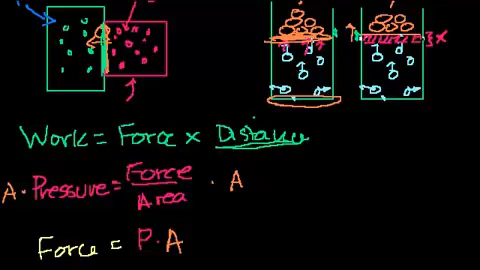 x
Work = Force x Distance
A · Pressure = Force / Area · A
Force = P · A